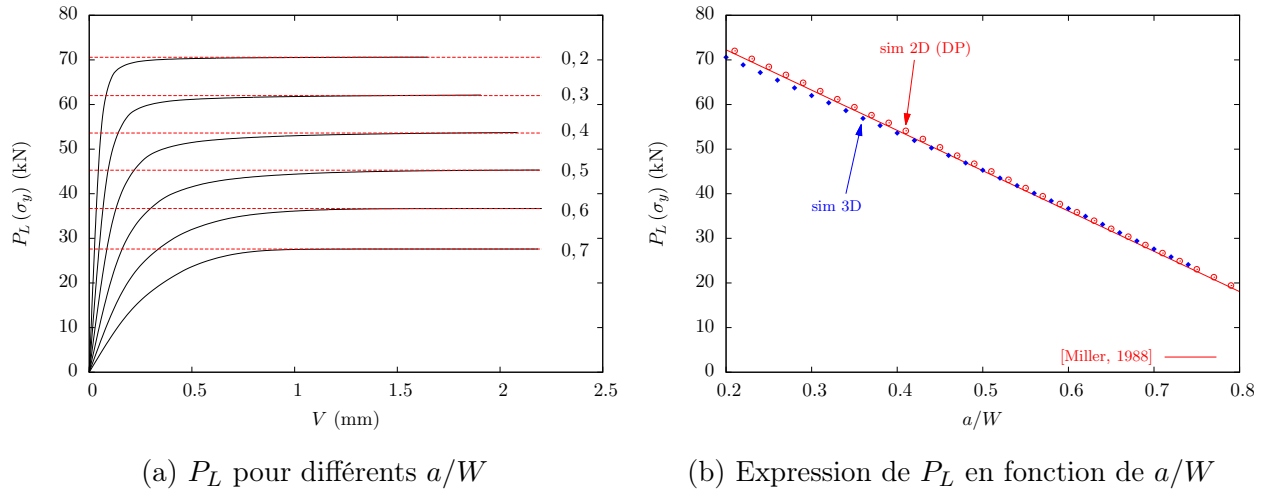 80
70
60
50
40
30
20
10
0
P_L(σ_y) (kN)
0,2
0,3
0,4
0,5
0,6
0,7
0 0.5 1 1.5 2 2.5
V (mm)
(a) P_L pour différents a/W
80
70
60
50
40
30
20
10
0
P_L(σ_y) (kN)
sim 2D (DP)
sim 3D
[Miller, 1988]
0.2 0.3 0.4 0.5 0.6 0.7 0.8
a/W
(b) Expression de P_L en fonction de a/W